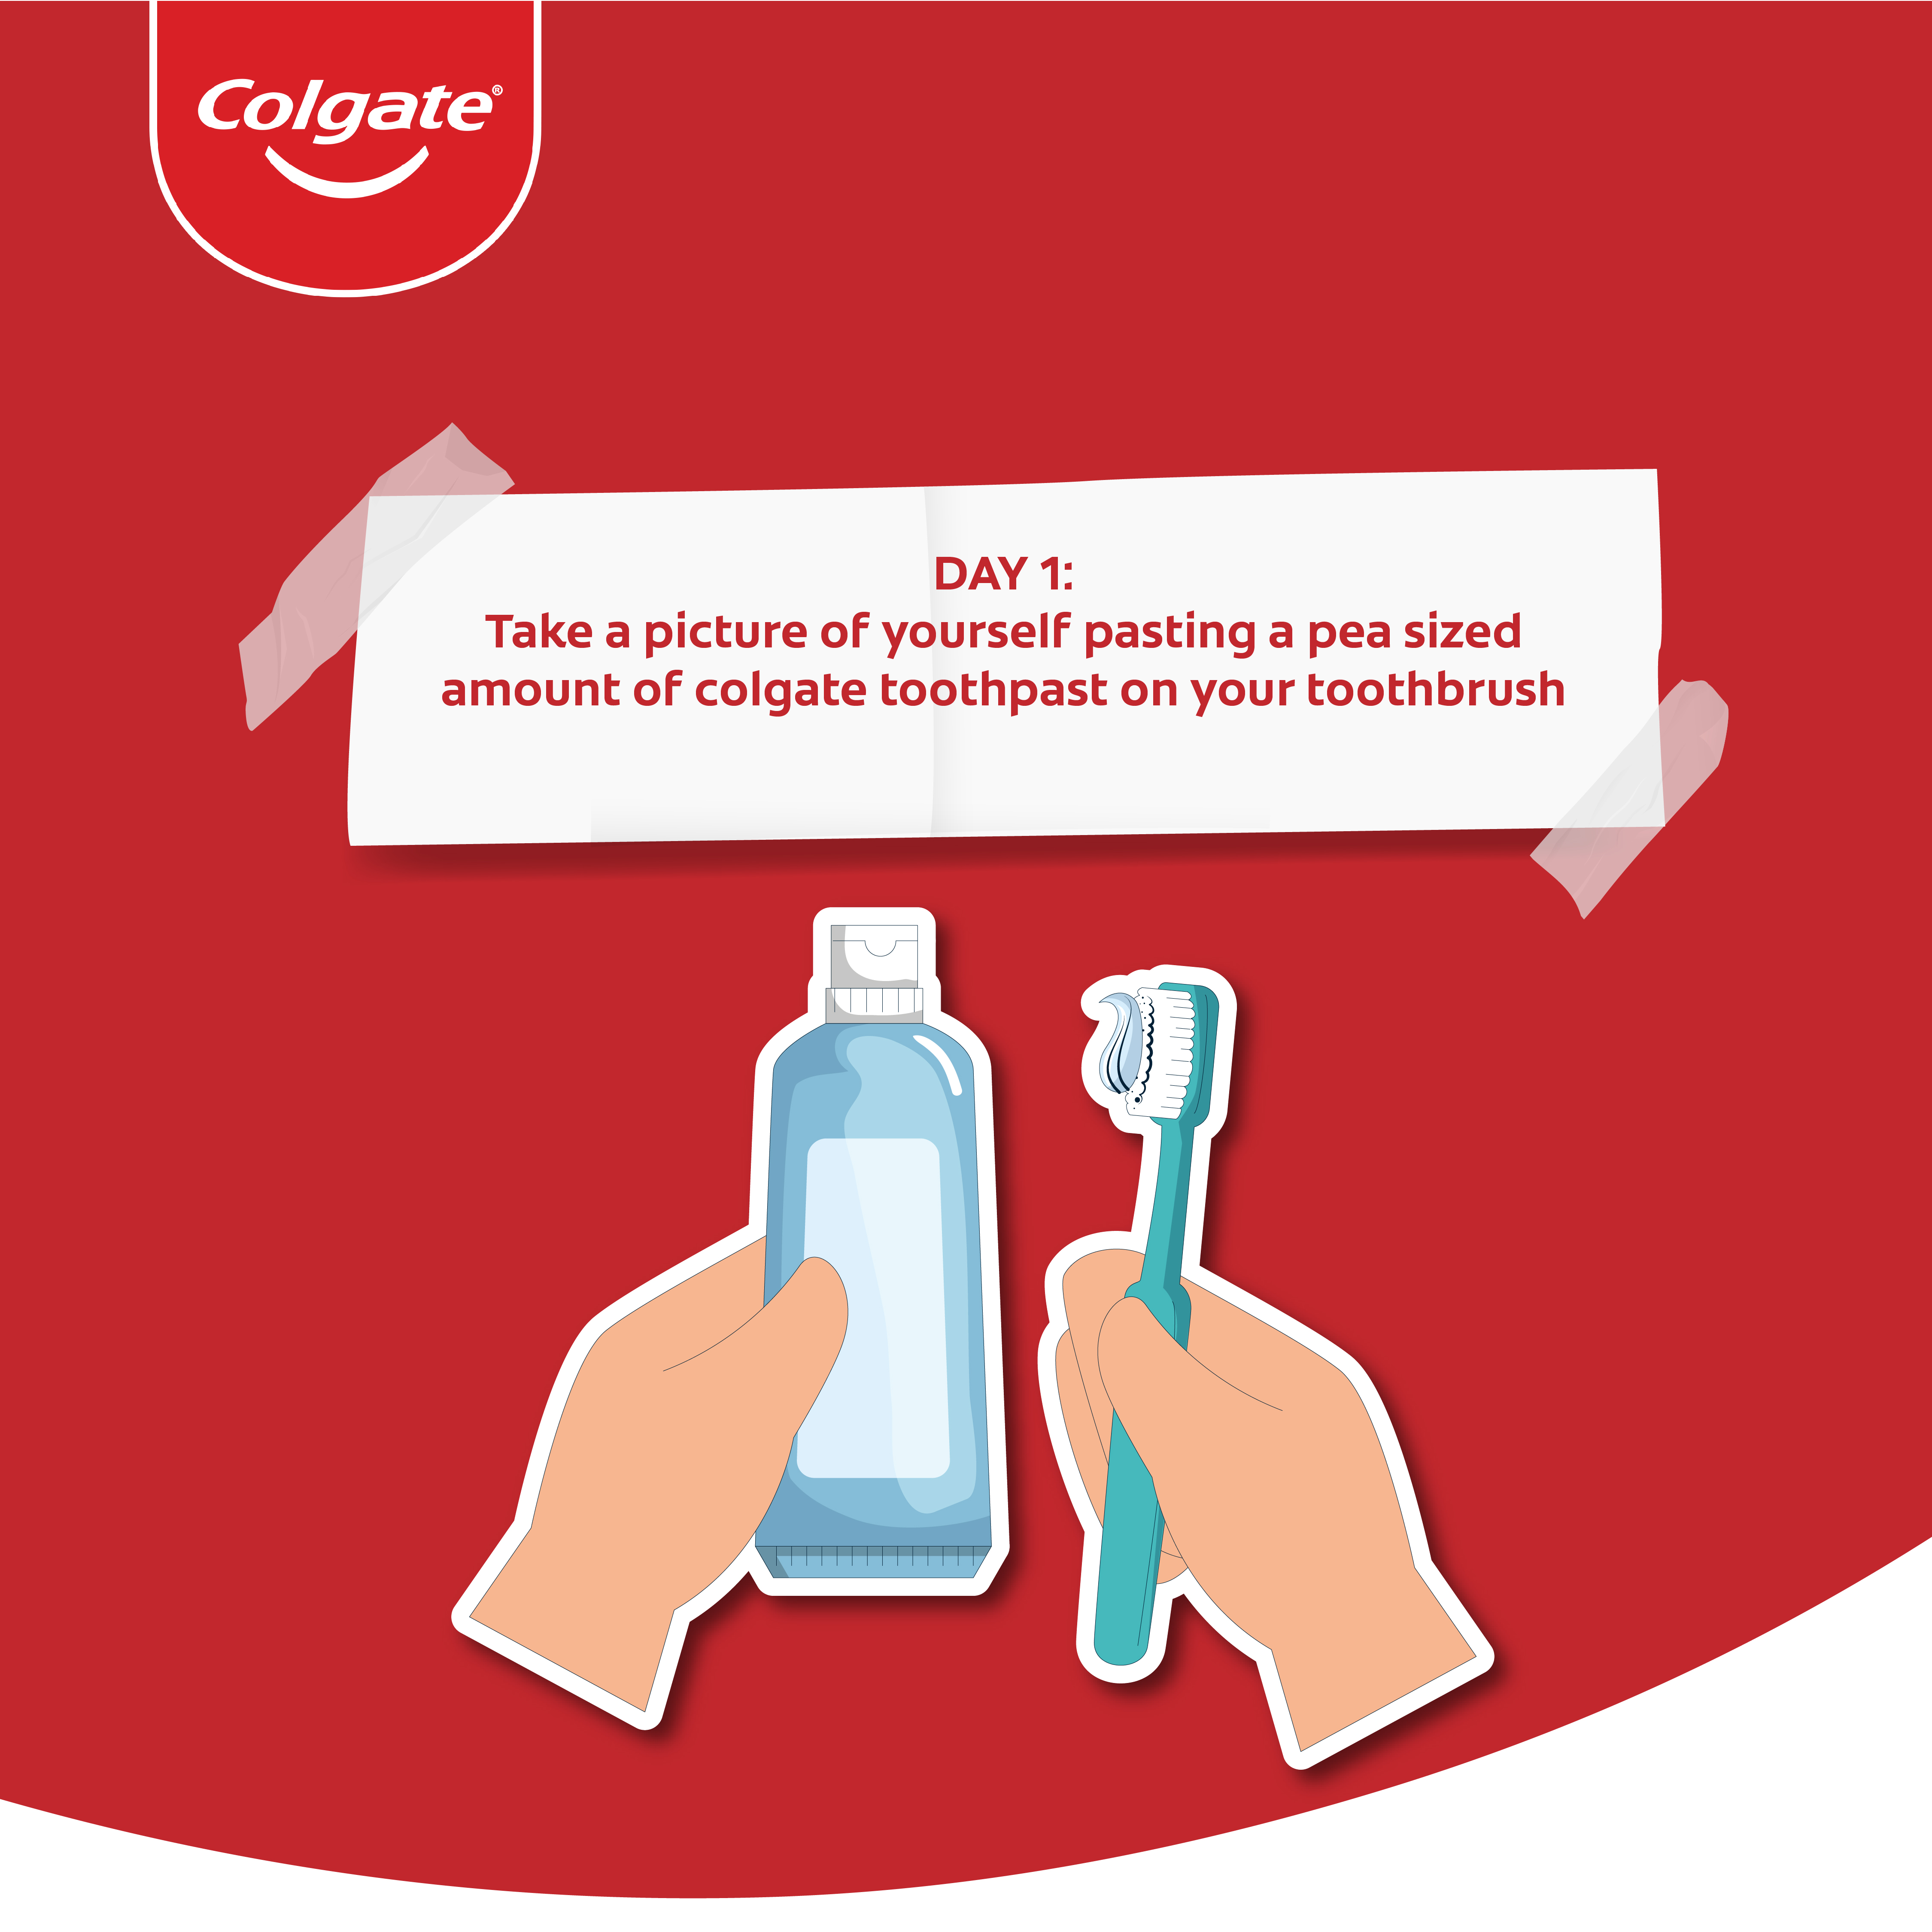 Colgate®
DAY 1:
Take a picture of yourself pasting a pea sized
amount of colgate toothpast on your toothbrush